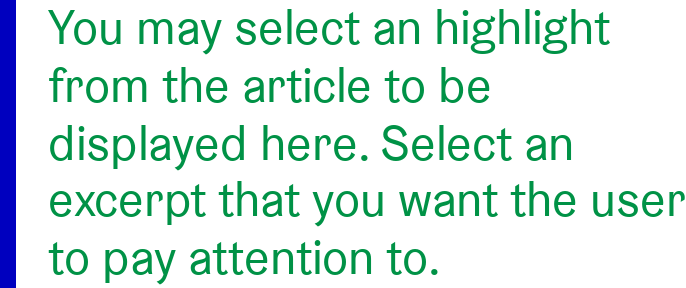 You may select an highlight
from the article to be
displayed here. Select an
excerpt that you want the user
to pay attention to.